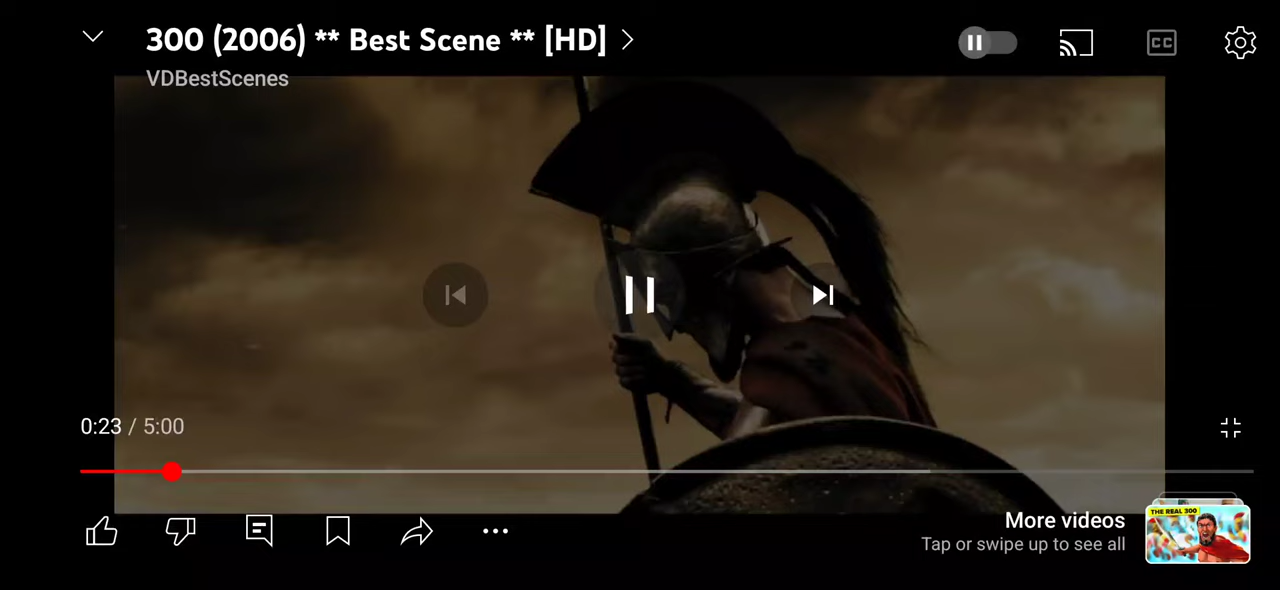 300 (2006) ** Best Scene ** [HD]
VDBestScenes
CC
0:23 / 5:00
More videos
Tap or swipe up to see all
THE REAL 300